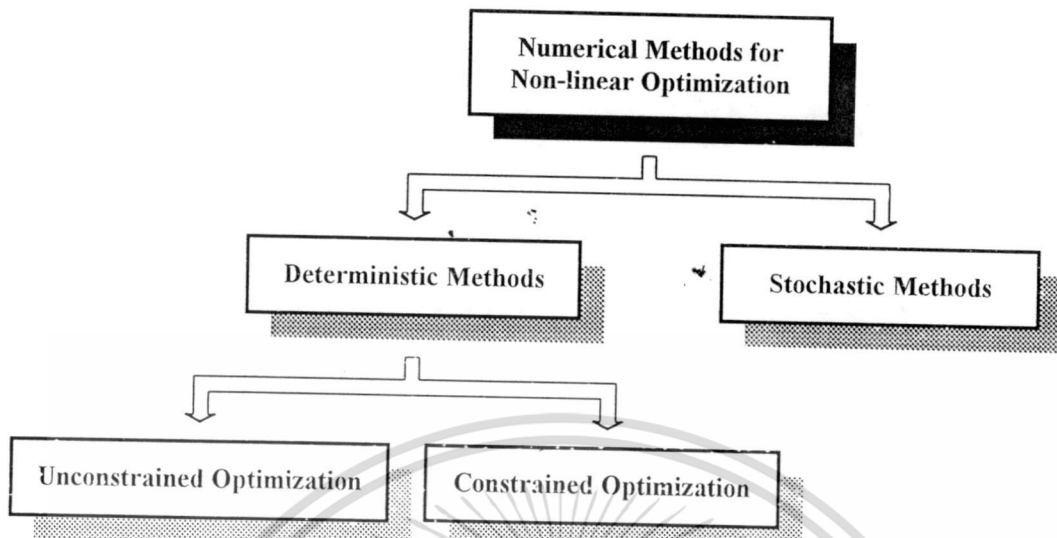 Numerical Methods for
Non-linear Optimization
Deterministic Methods
Stochastic Methods
Unconstrained Optimization
Constrained Optimization